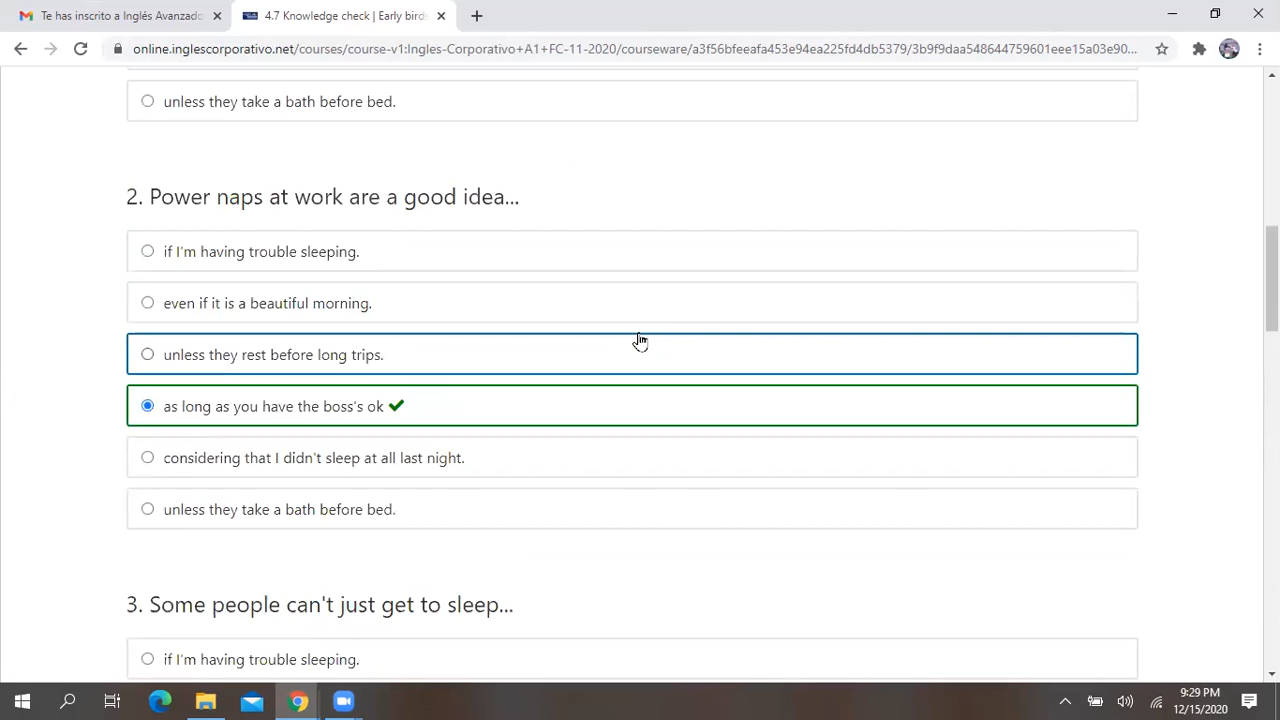 Te has inscrito a Inglés Avanzado
4.7 Knowledge check | Early bird
online.inglescorporativo.net/courses/course-v1:Ingles-Corporativo+A1+FC-11-2020/courseware/a3f56bfeeafa453e94ea225fd4db5379/3b9f9daa548644759601eee15a03e90...
unless they take a bath before bed.
2. Power naps at work are a good idea...
if I'm having trouble sleeping.
even if it is a beautiful morning.
unless they rest before long trips.
as long as you have the boss's ok
considering that I didn't sleep at all last night.
unless they take a bath before bed.
3. Some people can't just get to sleep...
if I'm having trouble sleeping.
9:29 PM
12/15/2020